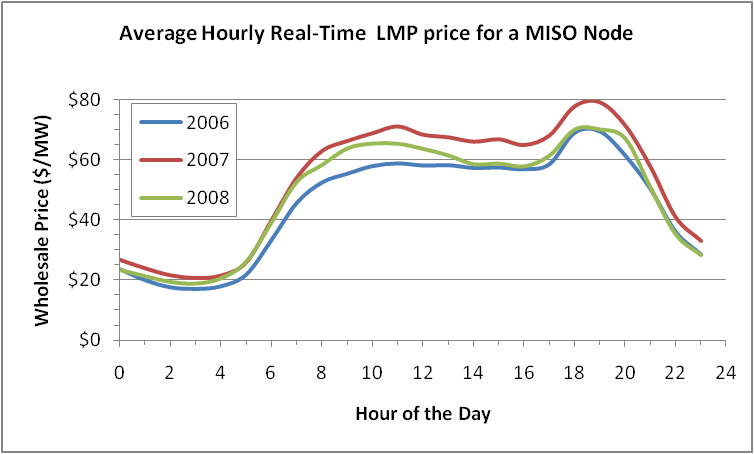 Average Hourly Real-Time LMP price for a MISO Node
Wholesale Price ($/MW)
$80
$60
$40
$20
$0
2006
2007
2008
0 2 4 6 8 10 12 14 16 18 20 22 24
Hour of the Day